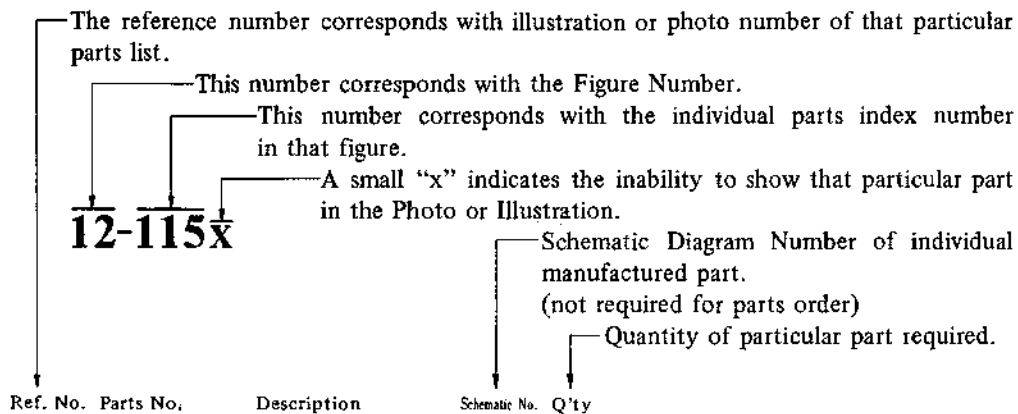 The reference number corresponds with illustration or photo number of that particular
parts list.
This number corresponds with the Figure Number.
This number corresponds with the individual parts index number
in that figure.
A small “x” indicates the inability to show that particular part
in the Photo or Illustration.
12-115x
Schematic Diagram Number of individual
manufactured part.
(not required for parts order)
Quantity of particular part required.
Ref. No. Parts No. Description Schematic No. Q'ty